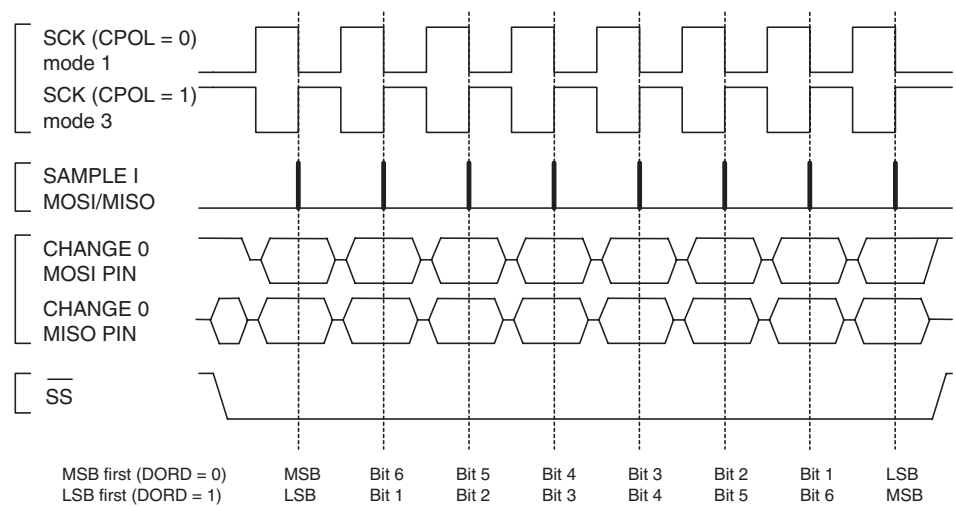 SCK (CPOL = 0)
mode 1
SCK (CPOL = 1)
mode 3
SAMPLE I
MOSI/MISO
CHANGE 0
MOSI PIN
CHANGE 0
MISO PIN
SS
MSB first (DORD = 0) MSB Bit 6 Bit 5 Bit 4 Bit 3 Bit 2 Bit 1 LSB
LSB first (DORD = 1) LSB Bit 1 Bit 2 Bit 3 Bit 4 Bit 5 Bit 6 MSB